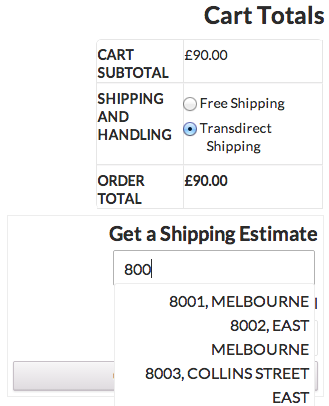 Cart Totals
CART SUBTOTAL £90.00
SHIPPING AND HANDLING
Free Shipping
Transdirect Shipping
ORDER TOTAL £90.00
Get a Shipping Estimate
800
8001, MELBOURNE
8002, EAST
MELBOURNE
8003, COLLINS STREET
EAST